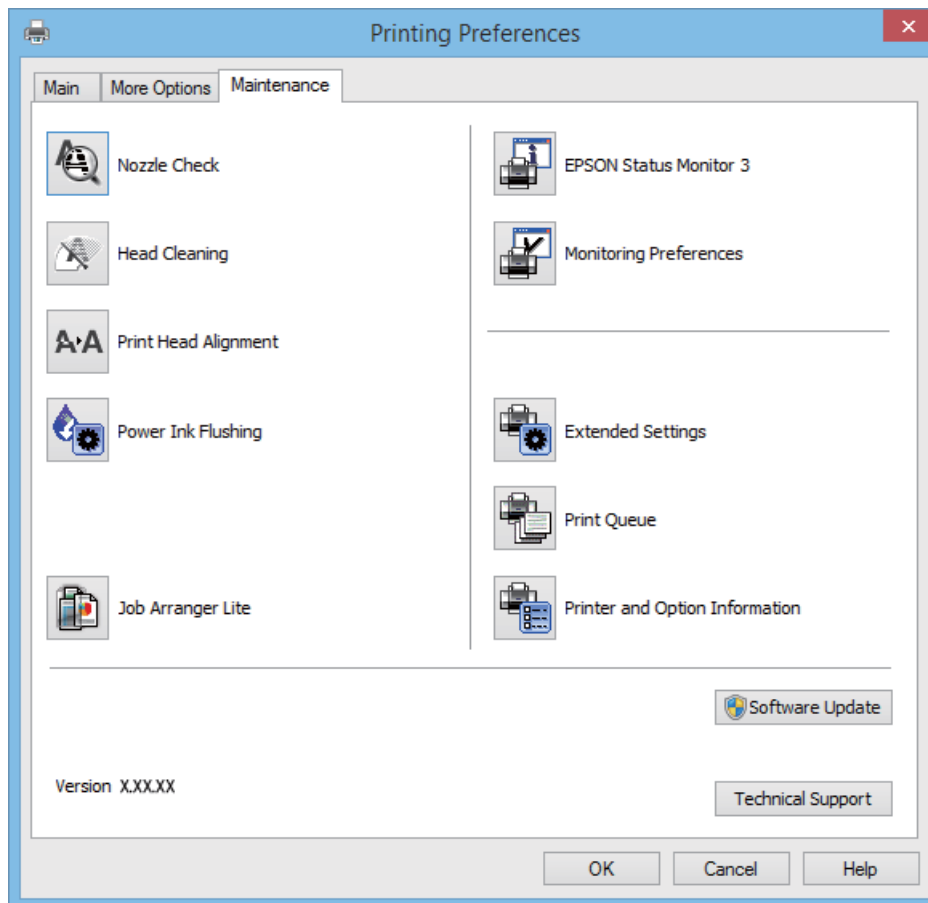 Printing Preferences
Main
More Options
Maintenance
Nozzle Check
Head Cleaning
Print Head Alignment
Power Ink Flushing
Job Arranger Lite
EPSON Status Monitor 3
Monitoring Preferences
Extended Settings
Print Queue
Printer and Option Information
Software Update
Version X.XX.XX
Technical Support
OK
Cancel
Help